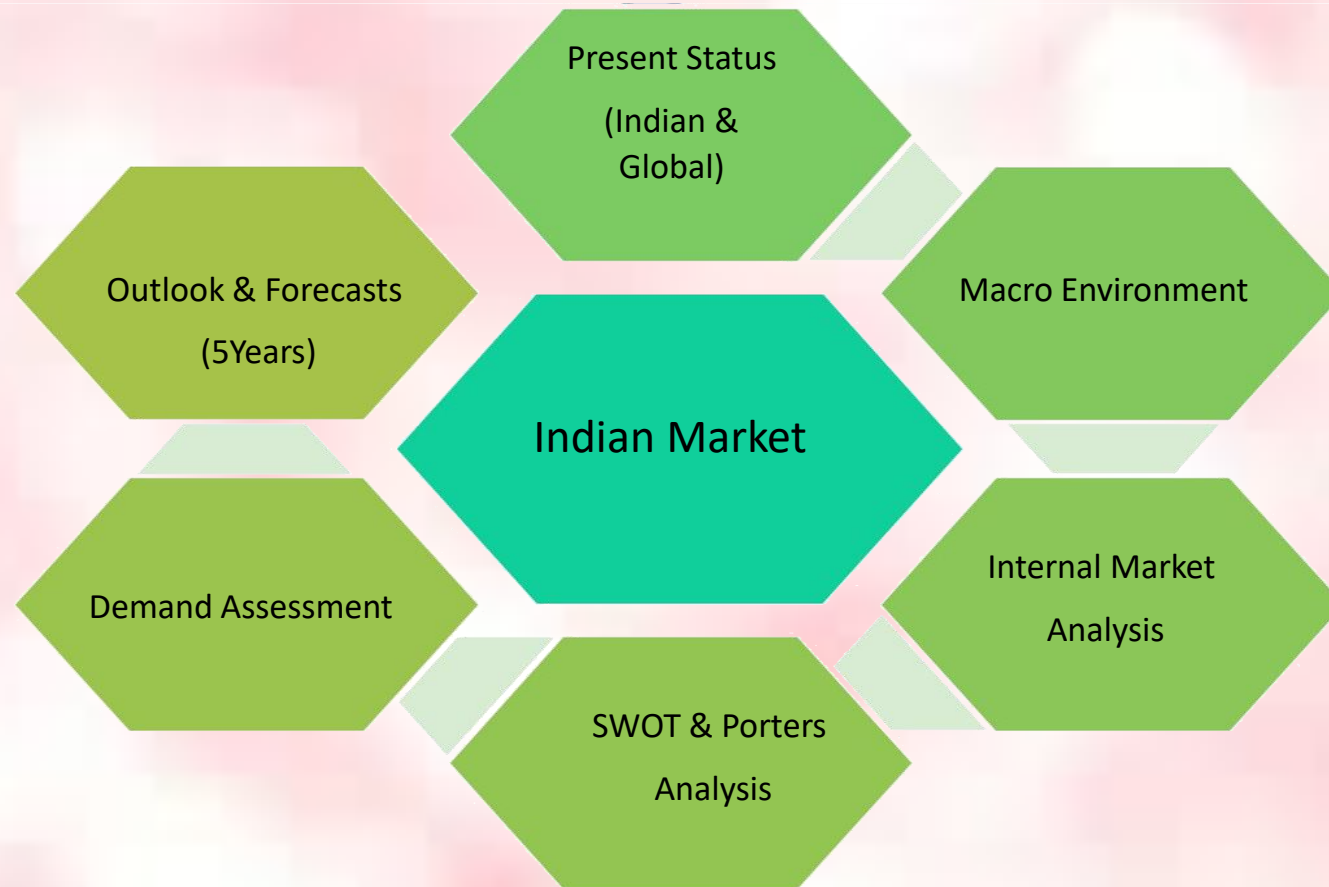 Present Status
(Indian &
Global)
Outlook & Forecasts
(5Years)
Macro Environment
Indian Market
Internal Market
Analysis
Demand Assessment
SWOT & Porters
Analysis